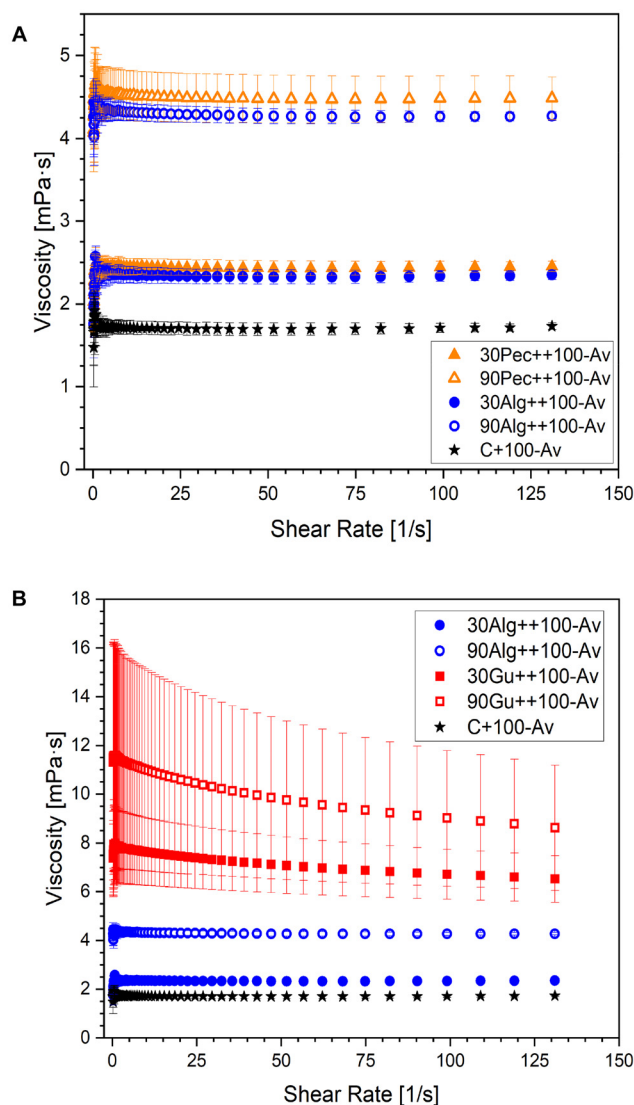 A
Viscosity [mPa·s]
5
4
3
2
1
0
30Pec++100-Av
90Pec++100-Av
30Alg++100-Av
90Alg++100-Av
C+100-Av
0 25 50 75 100 125 150
Shear Rate [1/s]
B
Viscosity [mPa·s]
18
16
14
12
10
8
6
4
2
0
30Alg++100-Av
90Alg++100-Av
30Gu++100-Av
90Gu++100-Av
C+100-Av
0 25 50 75 100 125 150
Shear Rate [1/s]